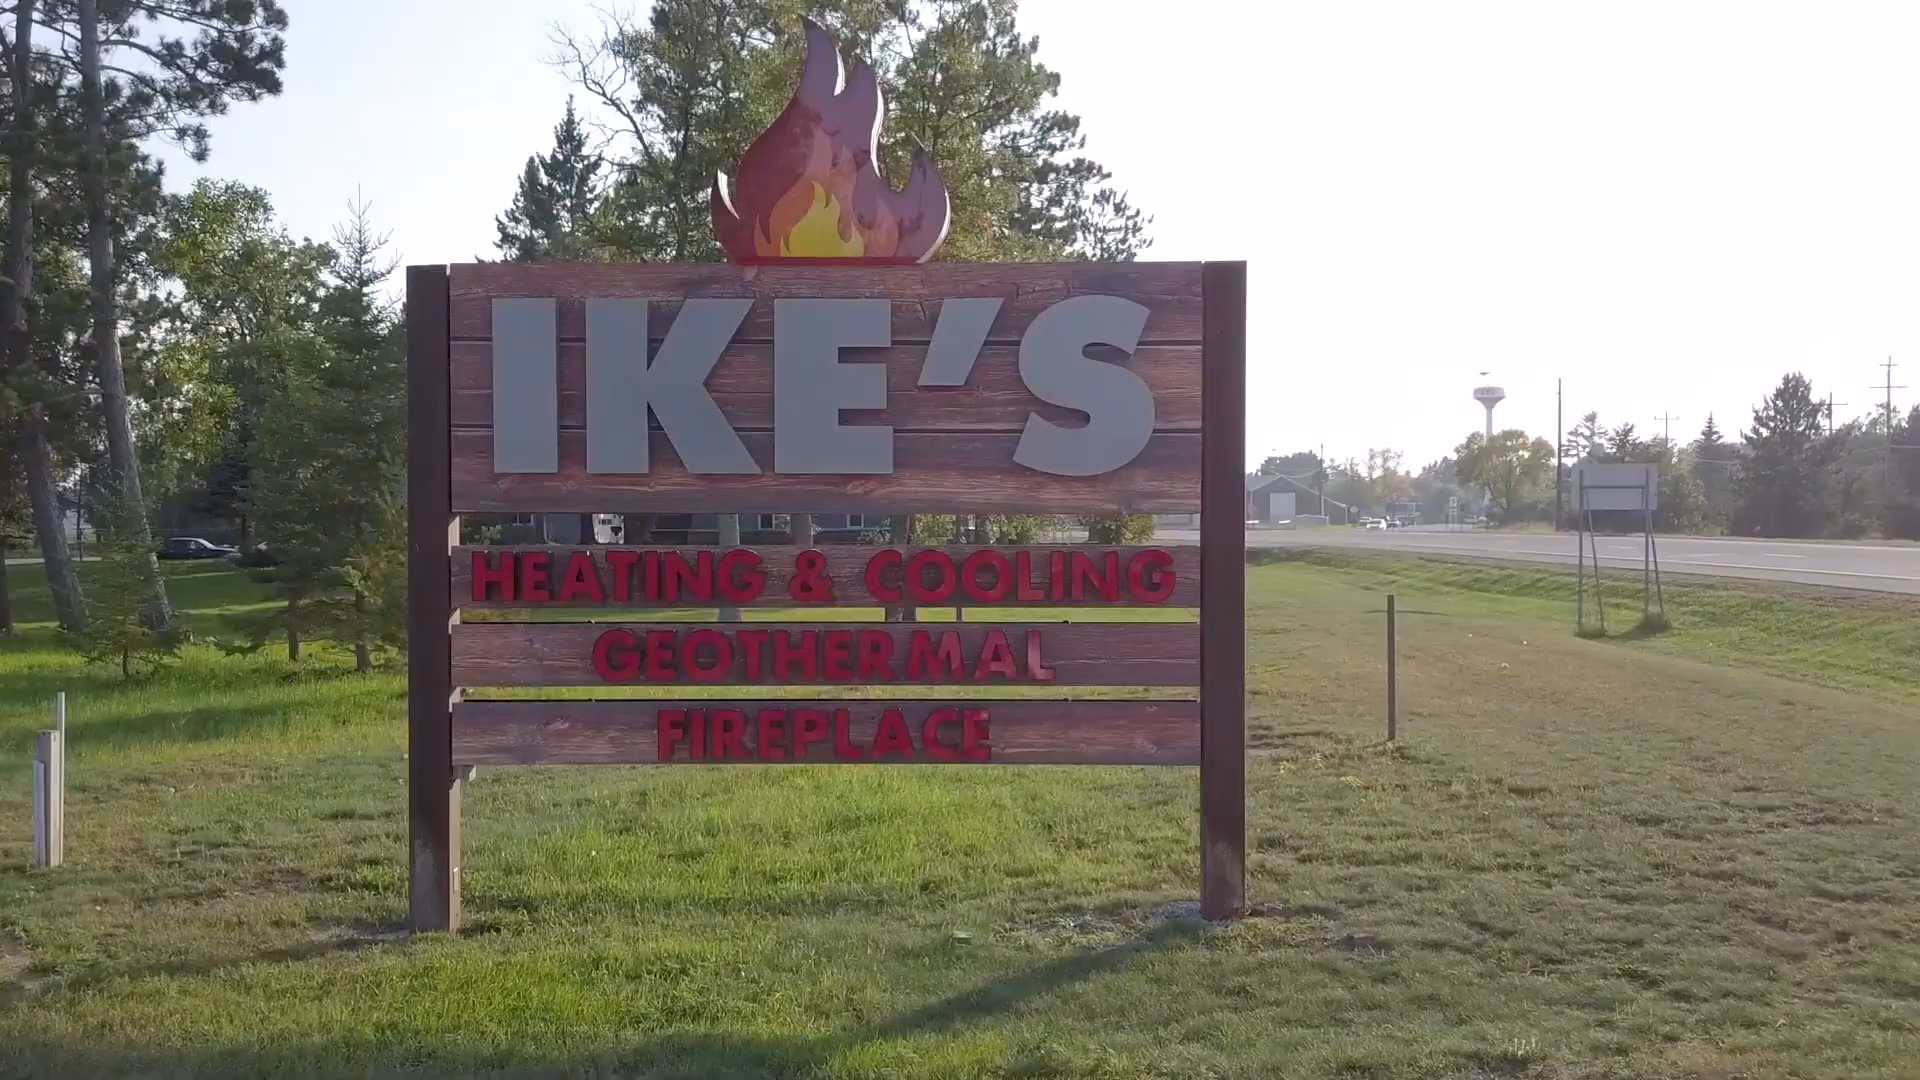 IKE'S
HEATING & COOLING
GEOTHERMAL
FIREPLACE